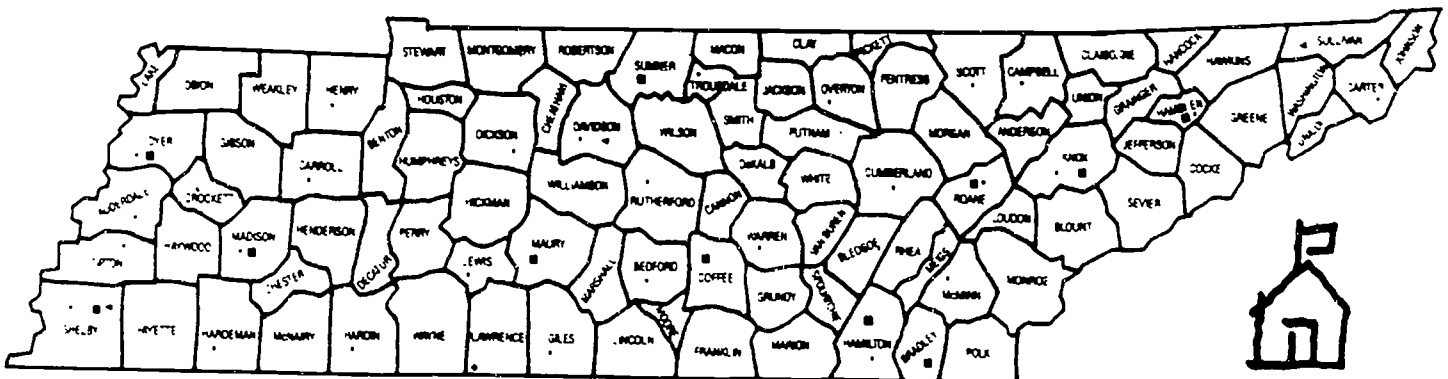 STEWART MONTGOMERY ROBERTSON SUMNER MACON CLAY PICKETT FENTRESS SCOTT CAMPBELL CLAIBORNE HANCOCK HAWKINS SULLIVAN JOHNSON
LAKE OBION WEAKLEY HENRY HOUSTON CHEATHAM TROUSDALE JACKSON OVERTON UNION GRAINGER HAMBLEN GREENE WASHINGTON CARTER UNICOI
DYER GIBSON CARROLL BENTON HUMPHREYS DICKSON DAVIDSON WILSON SMITH PUTNAM MORGAN ANDERSON KNOX JEFFERSON COCKE
CROCKETT WILLIAMSON RUTHERFORD CANNON DeKALB WHITE CUMBERLAND ROANE LOUDON BLOUNT SEVIER
HAYWOOD MADISON HENDERSON DECATUR PERRY HICKMAN LEWIS MAURY MARSHALL BEDFORD COFFEE WARREN VAN BUREN BLEDSOE RHEA MEIGS McMINN MONROE
CHESTER MOORE GRUNDY
SHELBY FAYETTE HARDEMAN McNAIRY HARDIN WAYNE LAWRENCE GILES LINCOLN FRANKLIN MARION HAMILTON BRADLEY POLK